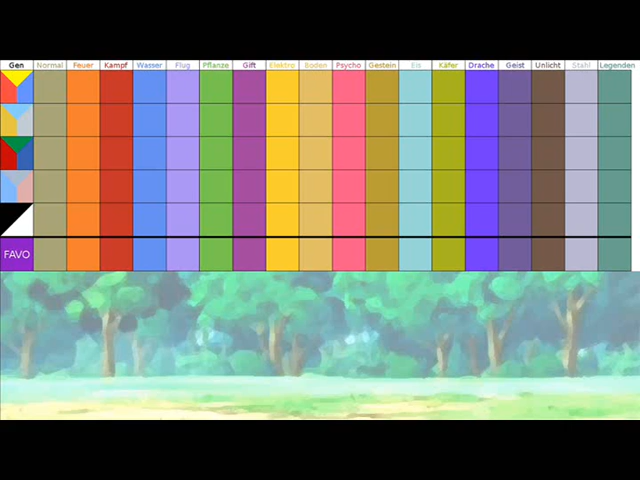 Gen Normal Feuer Kampf Wasser Flug Pflanze Gift Elektro Boden Psycho Gestein Eis Käfer Drache Geist Unlicht Stahl Legenden
FAVO